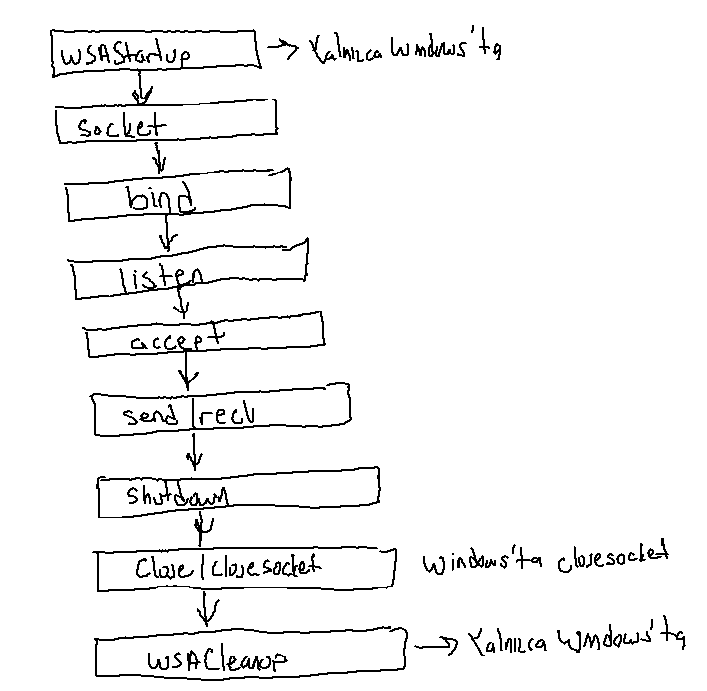 WSAStartup → Yalnızca Windows'ta
socket
bind
listen
accept
send | recv
shutdown
Close | closesocket Windows'ta closesocket
WSACleanup → Yalnızca Windows'ta